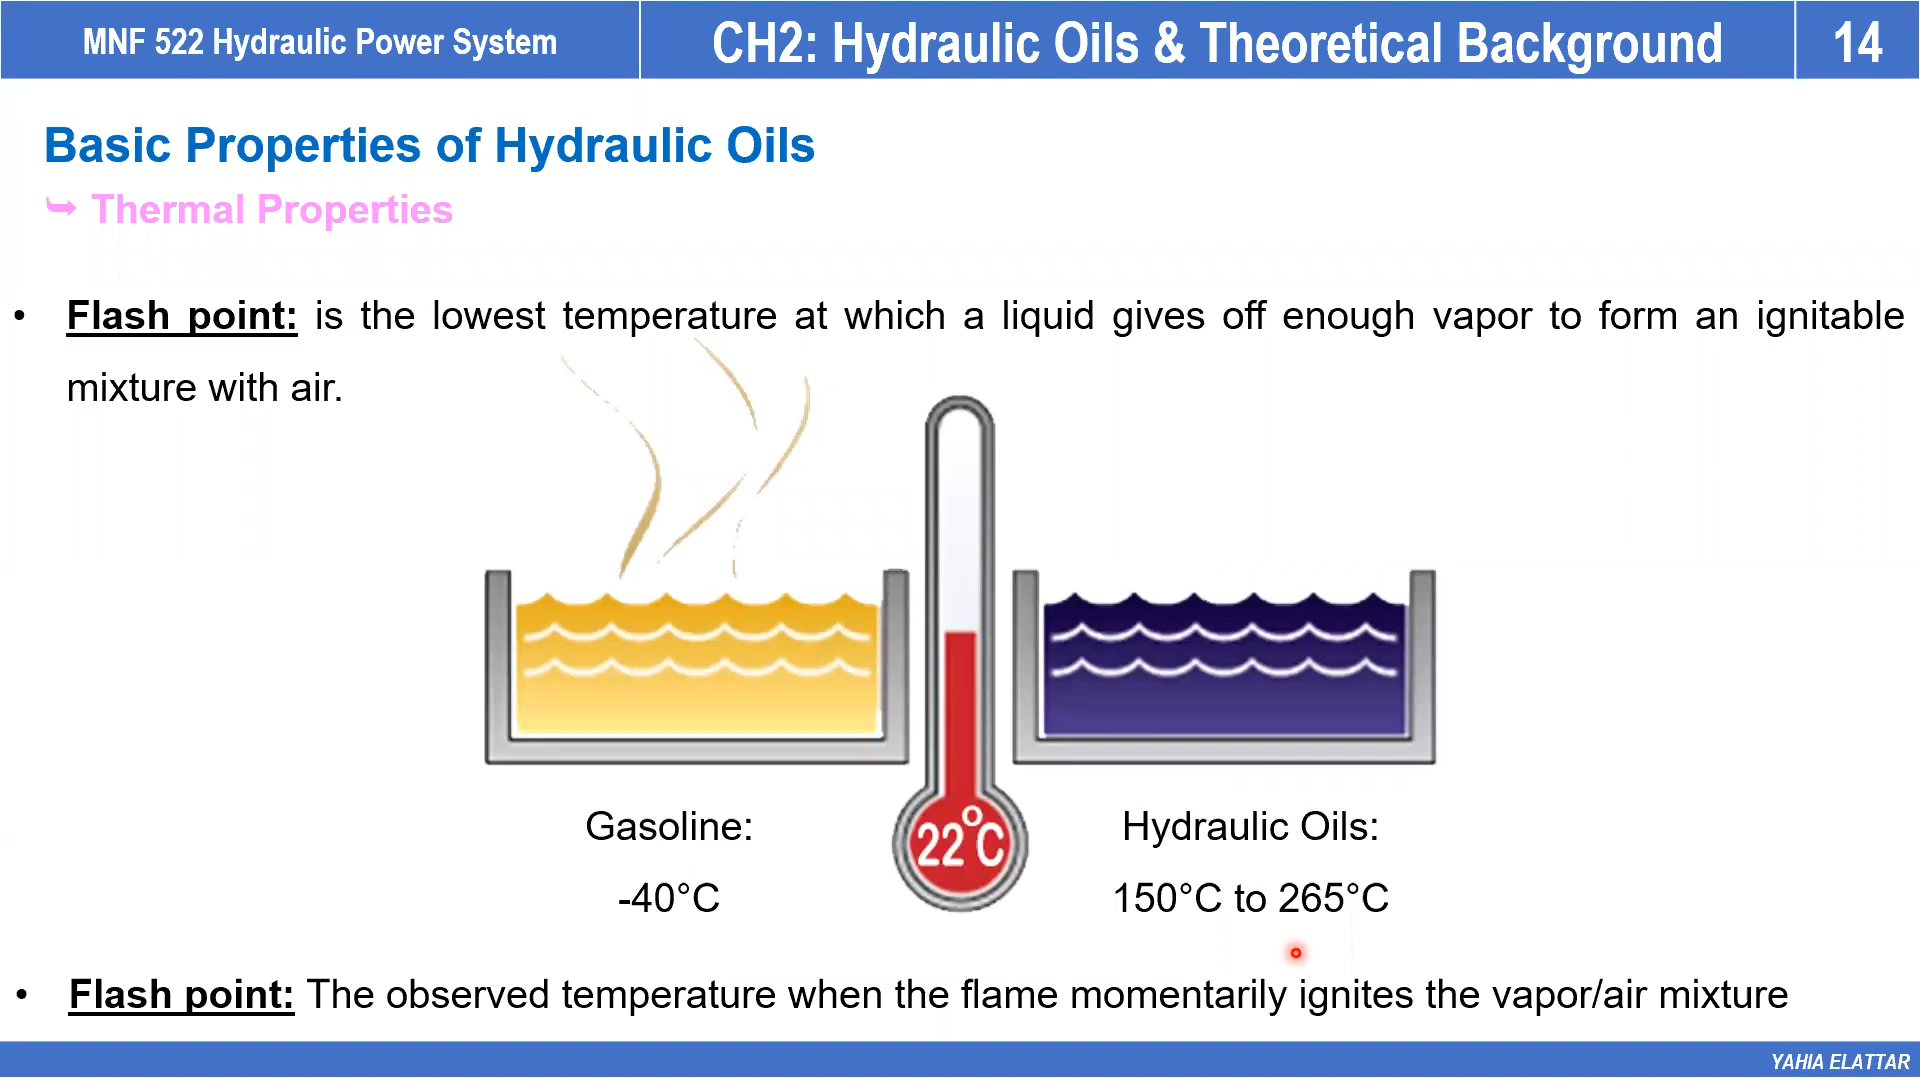 MNF 522 Hydraulic Power System
CH2: Hydraulic Oils & Theoretical Background
14
Basic Properties of Hydraulic Oils
➥ Thermal Properties
• Flash point: is the lowest temperature at which a liquid gives off enough vapor to form an ignitable
mixture with air.
22°C
Gasoline:
-40°C
Hydraulic Oils:
150°C to 265°C
• Flash point: The observed temperature when the flame momentarily ignites the vapor/air mixture
YAHIA ELATTAR